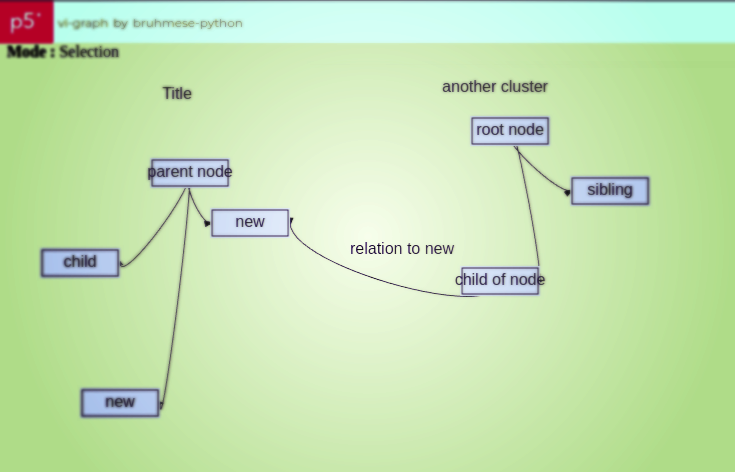 p5*
vi-graph by bruhmese-python
Mode : Selection
Title
another cluster
root node
parent node
sibling
new
relation to new
child
child of node
new